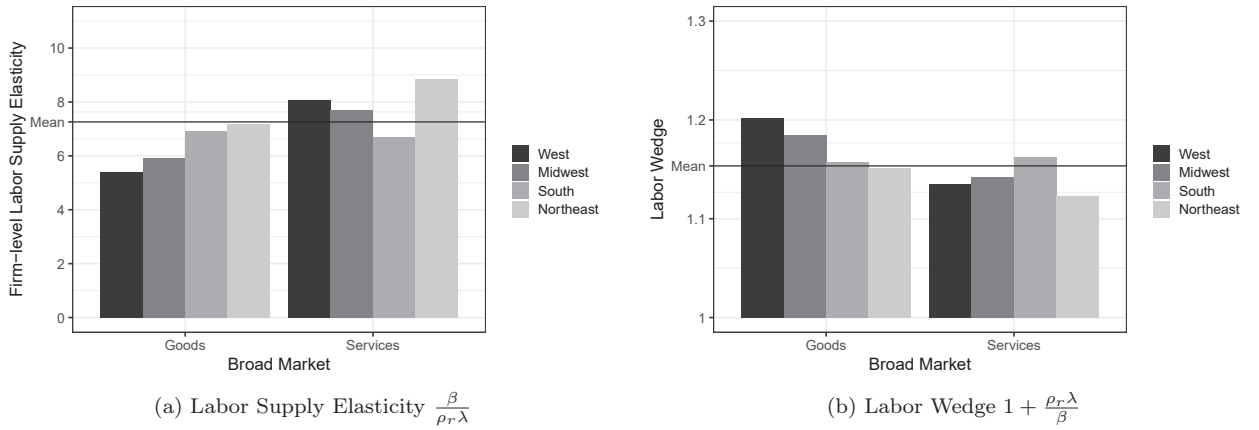 Firm−level Labor Supply Elasticity
10
8
Mean
6
4
2
0
Goods
Services
Broad Market
West
Midwest
South
Northeast
(a) Labor Supply Elasticity β/(ρ_r λ)
Labor Wedge
1.3
1.2
Mean
1.1
1
Goods
Services
Broad Market
West
Midwest
South
Northeast
(b) Labor Wedge 1 + (ρ_r λ)/β